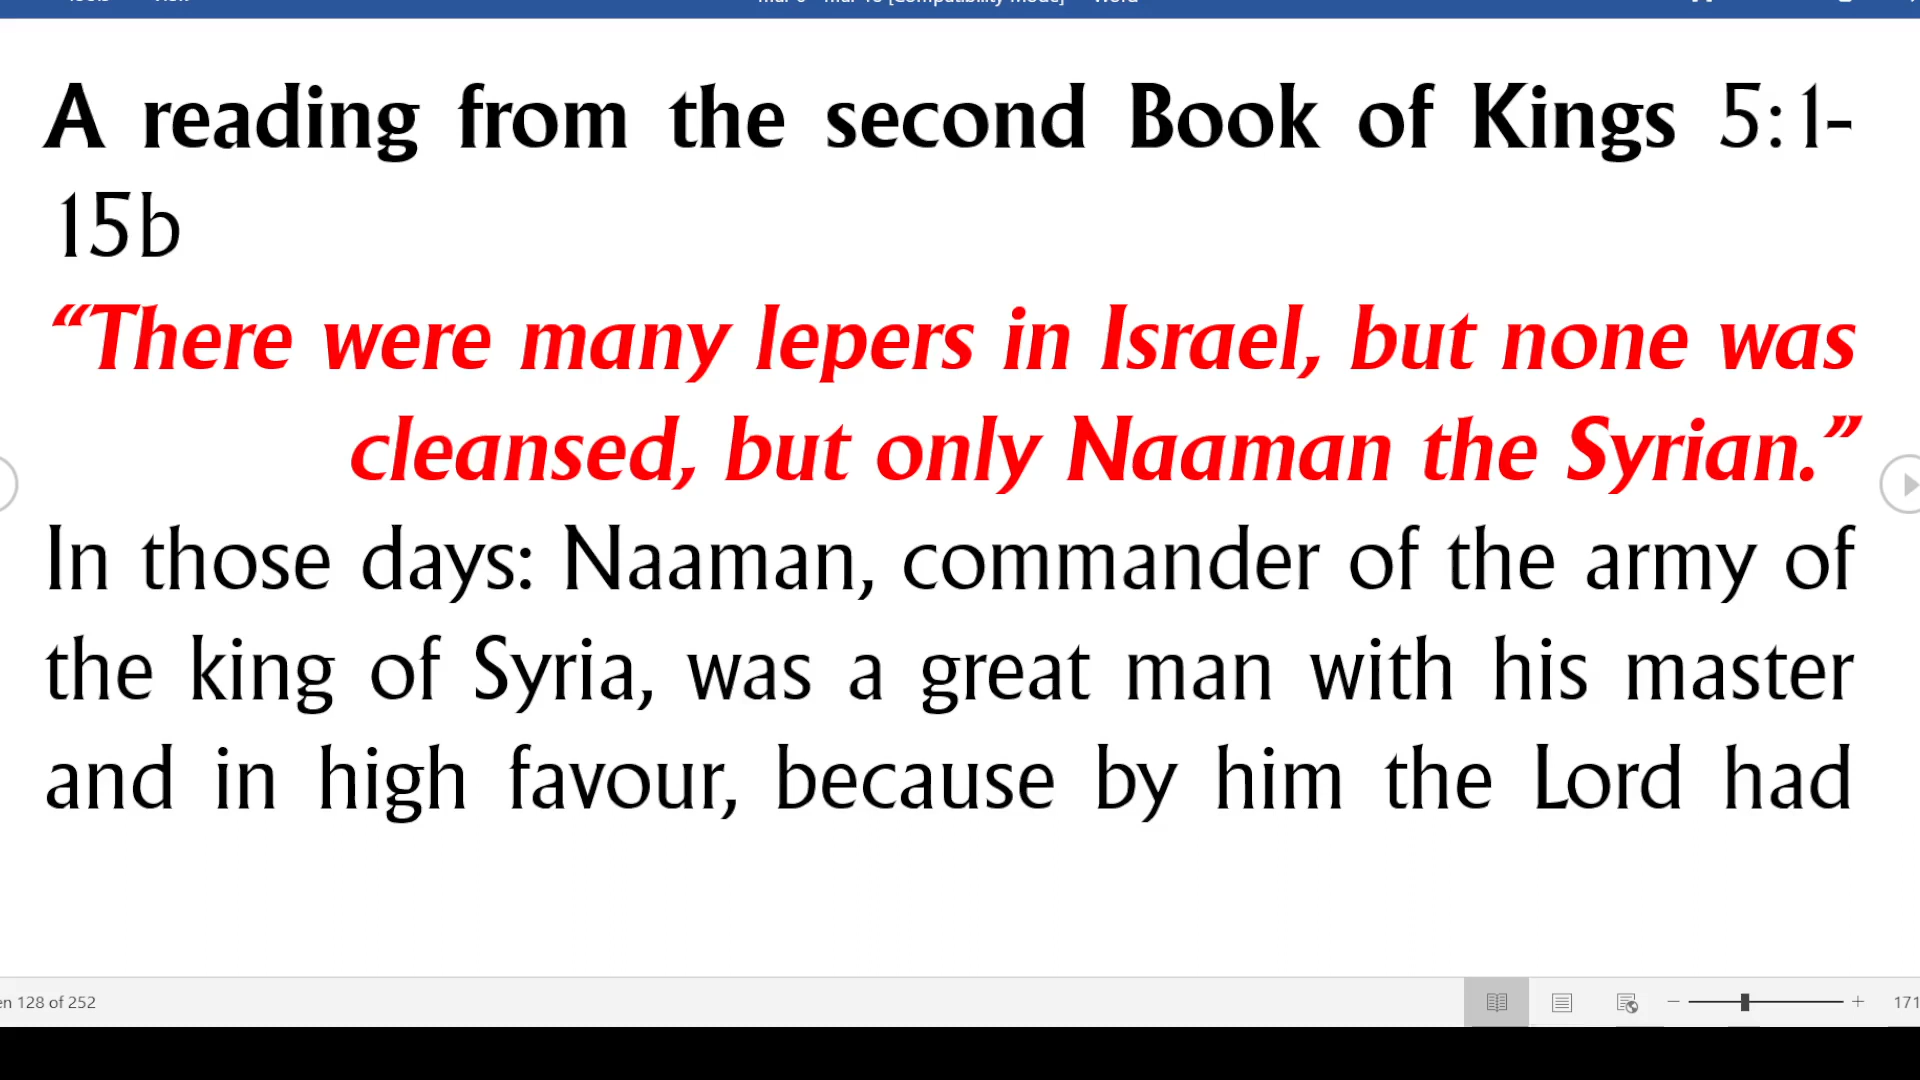 A reading from the second Book of Kings 5:1-
15b
“There were many lepers in Israel, but none was
cleansed, but only Naaman the Syrian.”
In those days: Naaman, commander of the army of
the king of Syria, was a great man with his master
and in high favour, because by him the Lord had
128 of 252
171